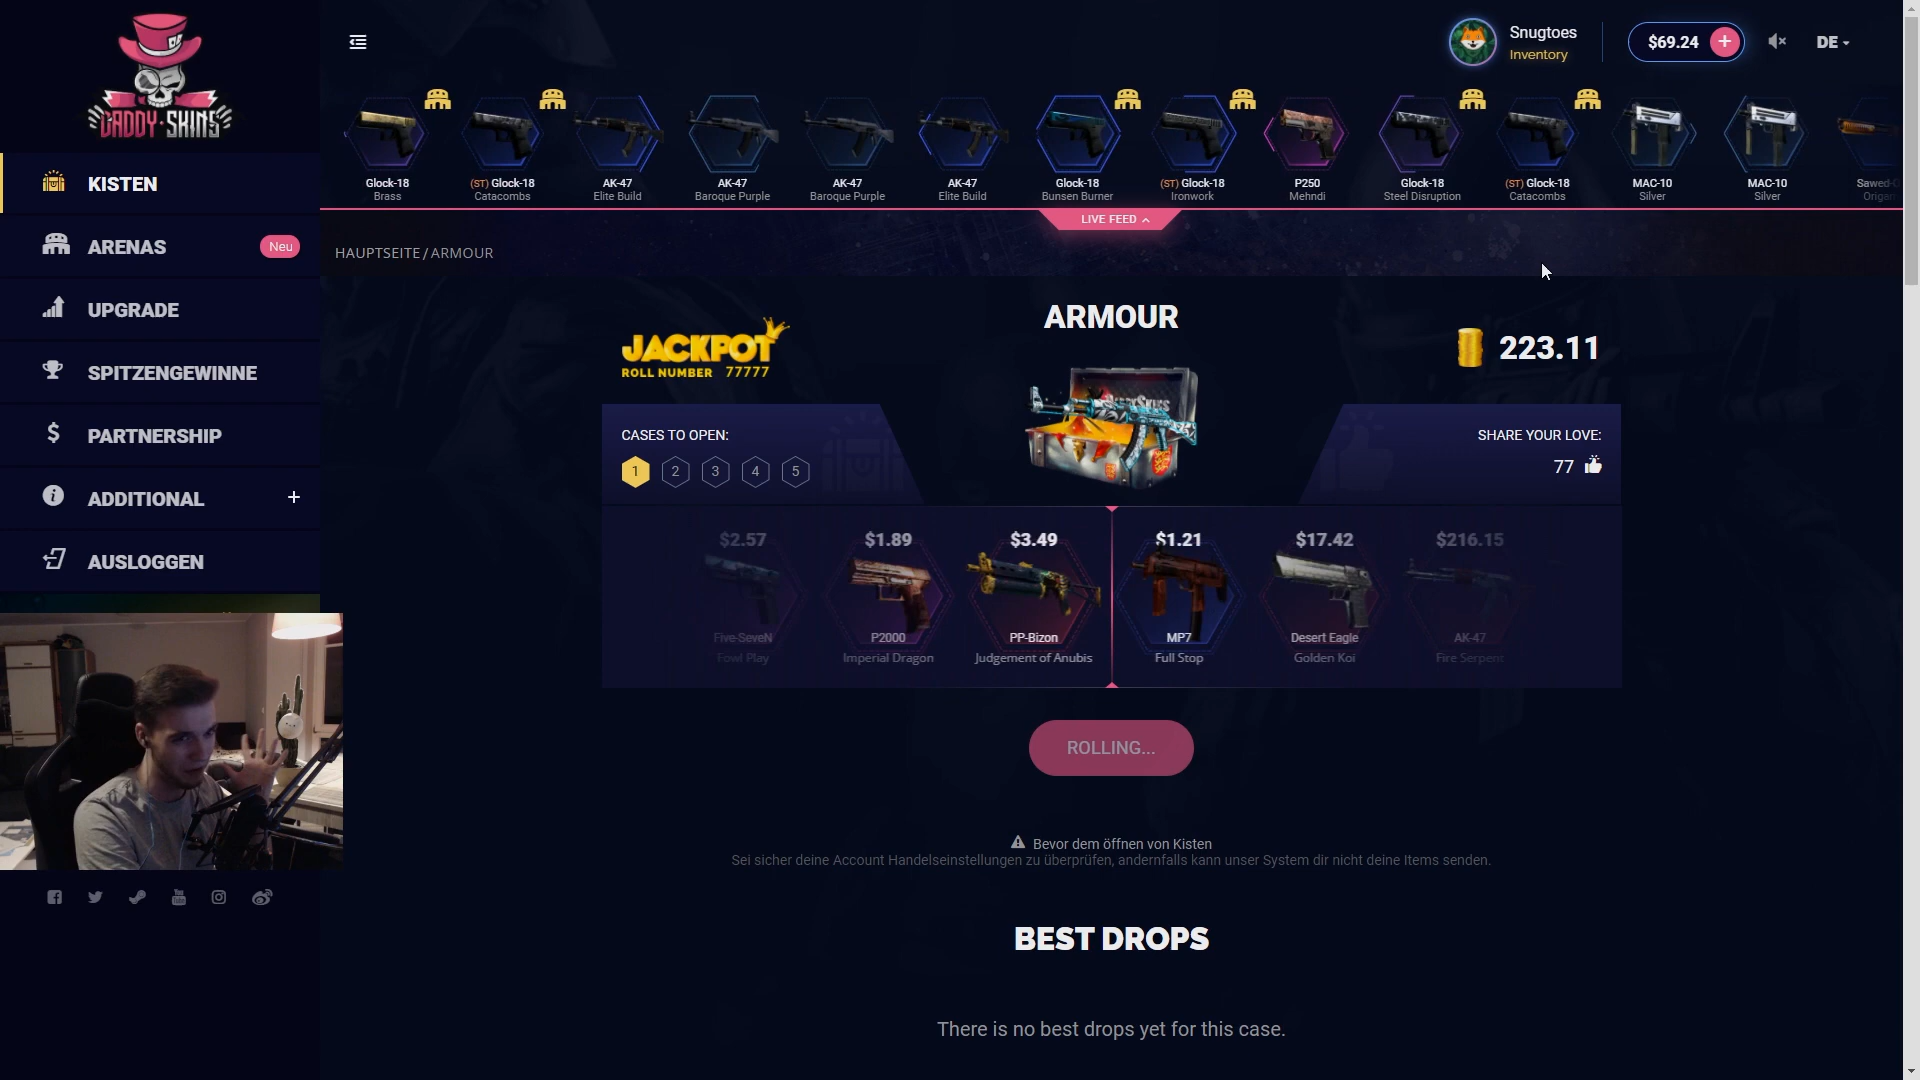 DADDY SKINS
Snugtoes
Inventory
$69.24
DE
Glock-18
Brass
(ST) Glock-18
Catacombs
AK-47
Elite Build
AK-47
Baroque Purple
AK-47
Baroque Purple
AK-47
Elite Build
Glock-18
Bunsen Burner
(ST) Glock-18
Ironwork
P250
Mehndi
Glock-18
Steel Disruption
(ST) Glock-18
Catacombs
MAC-10
Silver
MAC-10
Silver
LIVE FEED
KISTEN
ARENAS
Neu
UPGRADE
SPITZENGEWINNE
PARTNERSHIP
ADDITIONAL
AUSLOGGEN
HAUPTSEITE / ARMOUR
ARMOUR
JACKPOT
ROLL NUMBER 77777
223.11
CASES TO OPEN:
1 2 3 4 5
SHARE YOUR LOVE:
77
$2.57
Five-SeveN
Fowl Play
$1.89
P2000
Imperial Dragon
$3.49
PP-Bizon
Judgement of Anubis
$1.21
MP7
Full Stop
$17.42
Desert Eagle
Golden Koi
$216.15
AK-47
Fire Serpent
ROLLING...
Bevor dem öffnen von Kisten
Sei sicher deine Account Handelseinstellungen zu überprüfen, andernfalls kann unser System dir nicht deine Items senden.
BEST DROPS
There is no best drops yet for this case.